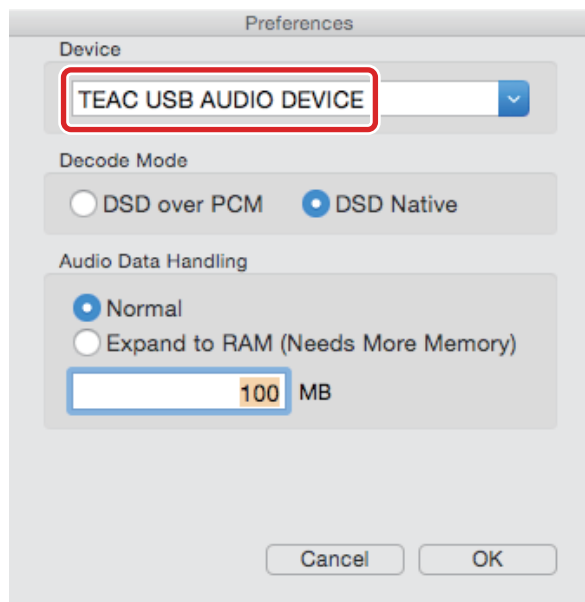 Preferences
Device
TEAC USB AUDIO DEVICE
Decode Mode
DSD over PCM DSD Native
Audio Data Handling
Normal
Expand to RAM (Needs More Memory)
100 MB
Cancel OK